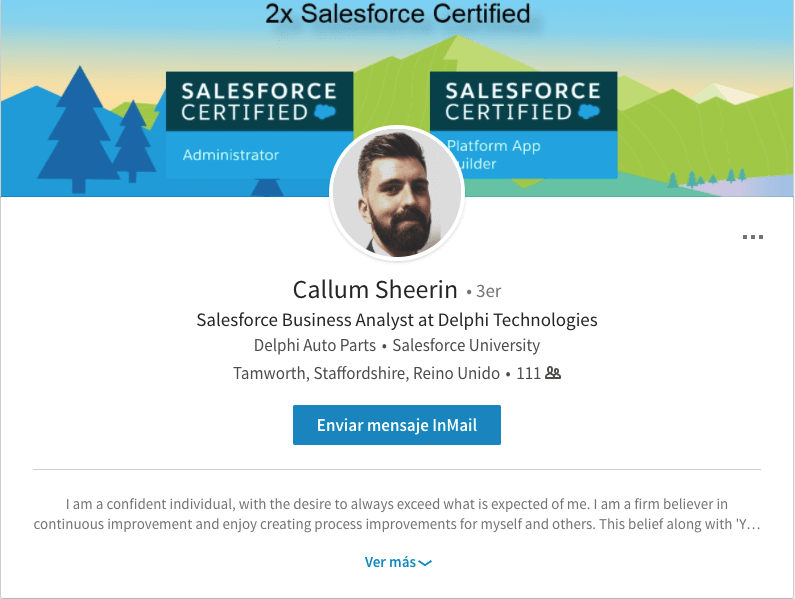 2x Salesforce Certified
SALESFORCE
CERTIFIED
Administrator
SALESFORCE
CERTIFIED
Platform App
uilder
Callum Sheerin • 3er
Salesforce Business Analyst at Delphi Technologies
Delphi Auto Parts • Salesforce University
Tamworth, Staffordshire, Reino Unido • 111
Enviar mensaje InMail
I am a confident individual, with the desire to always exceed what is expected of me. I am a firm believer in
continuous improvement and enjoy creating process improvements for myself and others. This belief along with 'Y…
Ver más